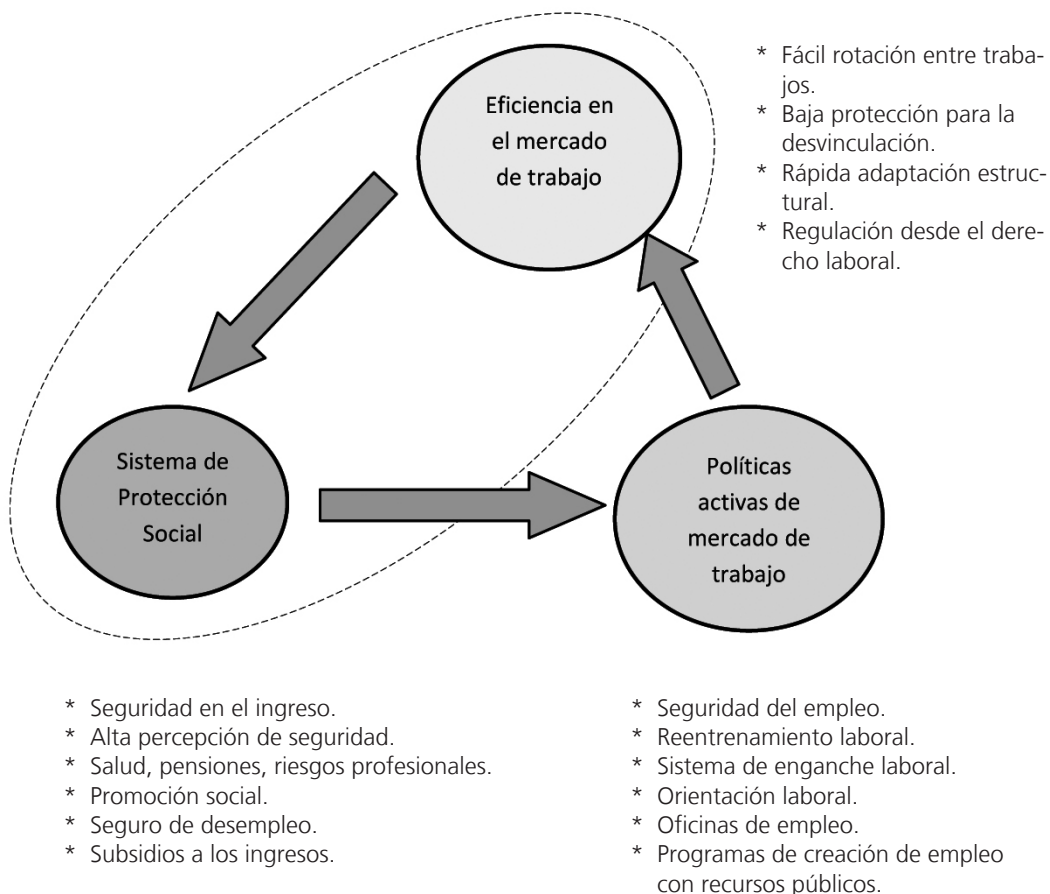 Eficiencia en
el mercado
de trabajo
* Fácil rotación entre traba-
jos.
* Baja protección para la
desvinculación.
* Rápida adaptación estruc-
tural.
* Regulación desde el dere-
cho laboral.
Sistema de
Protección
Social
Políticas
activas de
mercado de
trabajo
* Seguridad en el ingreso.
* Alta percepción de seguridad.
* Salud, pensiones, riesgos profesionales.
* Promoción social.
* Seguro de desempleo.
* Subsidios a los ingresos.
* Seguridad del empleo.
* Reentrenamiento laboral.
* Sistema de enganche laboral.
* Orientación laboral.
* Oficinas de empleo.
* Programas de creación de empleo
con recursos públicos.